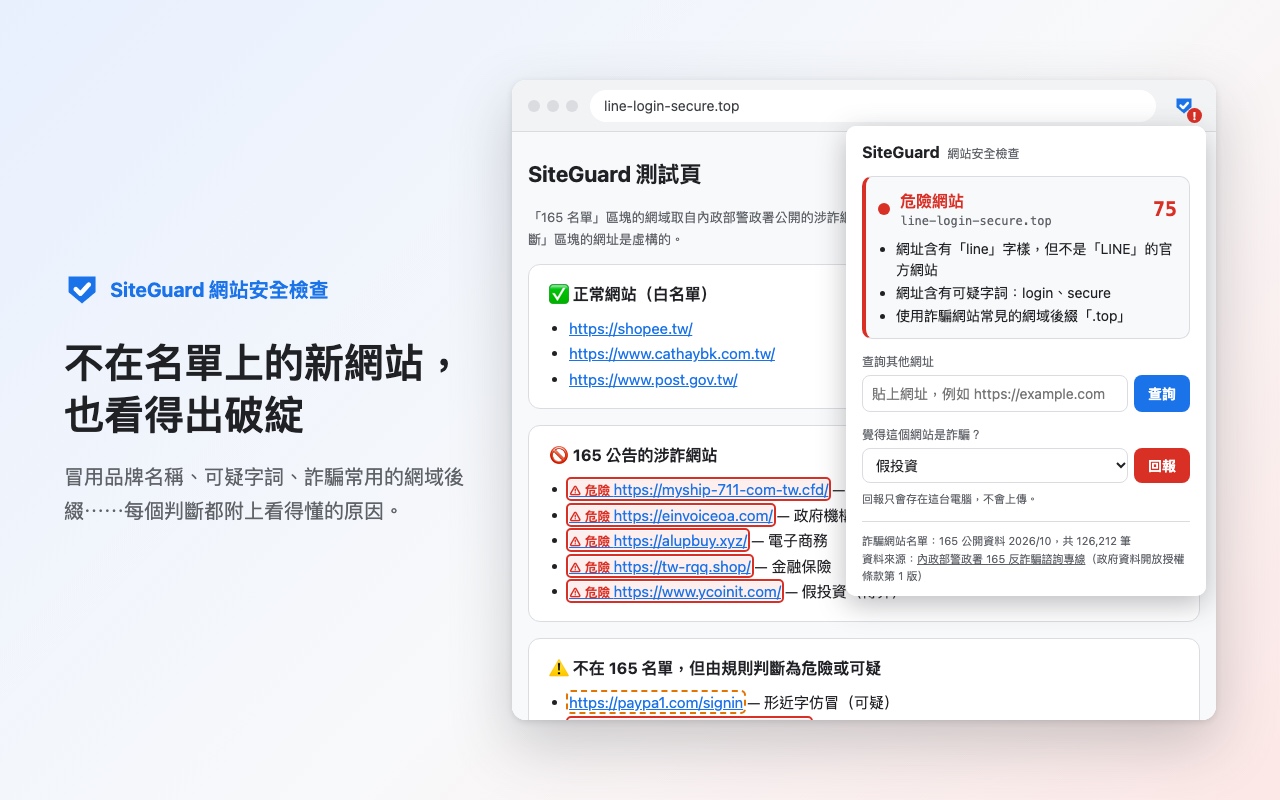 SiteGuard 網站安全檢查
不在名單上的新網站，
也看得出破綻
冒用品牌名稱、可疑字詞、詐騙常用的網域後
綴……每個判斷都附上看得懂的原因。
line-login-secure.top
!
SiteGuard 測試頁
「165 名單」區塊的網域取自內政部警政署公開的涉詐
斷」區塊的網址是虛構的。
✅ 正常網站（白名單）
• https://shopee.tw/
• https://www.cathaybk.com.tw/
• https://www.post.gov.tw/
🚫 165 公告的涉詐網站
• ⚠ 危險 https://myship-711-com-tw.cfd/ —
• ⚠ 危險 https://einvoiceoa.com/ — 政府機
• ⚠ 危險 https://alupbuy.xyz/ — 電子商務
• ⚠ 危險 https://tw-rqq.shop/ — 金融保險
• ⚠ 危險 https://www.ycoinit.com/ — 假投資
⚠️ 不在 165 名單，但由規則判斷為危險或可疑
• https://paypa1.com/signin — 形近字仿冒（可疑）
SiteGuard 網站安全檢查
危險網站
75
line-login-secure.top
• 網址含有「line」字樣，但不是「LINE」的官
方網站
• 網址含有可疑字詞：login、secure
• 使用詐騙網站常見的網域後綴「.top」
查詢其他網址
貼上網址，例如 https://example.com
查詢
覺得這個網站是詐騙？
假投資
回報
回報只會存在這台電腦，不會上傳。
詐騙網站名單：165 公開資料 2026/10，共 126,212 筆
資料來源：內政部警政署 165 反詐騙諮詢專線（政府資料開放授權
條款第 1 版）